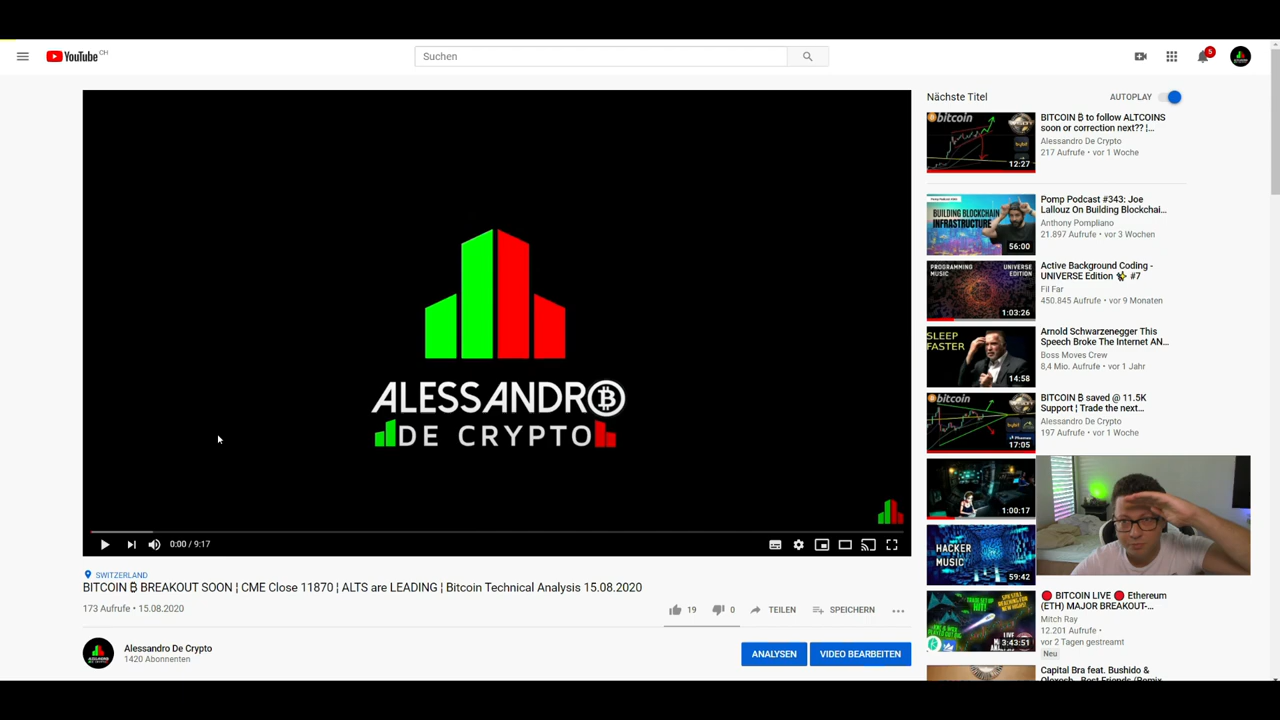 YouTube CH
Suchen
5
ALESSANDRO
DE CRYPTO
0:00 / 9:17
SWITZERLAND
BITCOIN ₿ BREAKOUT SOON ¦ CME Close 11870 ¦ ALTS are LEADING ¦ Bitcoin Technical Analysis 15.08.2020
173 Aufrufe • 15.08.2020
19
0
TEILEN
SPEICHERN
Alessandro De Crypto
1420 Abonnenten
ANALYSEN
VIDEO BEARBEITEN
Nächste Titel
AUTOPLAY
bitcoin
12:27
BITCOIN ₿ to follow ALTCOINS
soon or correction next?? ¦...
Alessandro De Crypto
217 Aufrufe • vor 1 Woche
BUILDING BLOCKCHAIN
INFRASTRUCTURE
56:00
Pomp Podcast #343: Joe
Lallouz On Building Blockchai...
Anthony Pompliano
21.897 Aufrufe • vor 3 Wochen
PROGRAMMING
MUSIC
UNIVERSE
EDITION
1:03:26
Active Background Coding -
UNIVERSE Edition ✨ #7
Fil Far
450.845 Aufrufe • vor 9 Monaten
SLEEP
FASTER
14:58
Arnold Schwarzenegger This
Speech Broke The Internet AN...
Boss Moves Crew
8,4 Mio. Aufrufe • vor 1 Jahr
bitcoin
17:05
BITCOIN ₿ saved @ 11.5K
Support ¦ Trade the next...
Alessandro De Crypto
197 Aufrufe • vor 1 Woche
1:00:17
HACKER
MUSIC
59:42
3:43:51
🔴 BITCOIN LIVE 🔴 Ethereum
(ETH) MAJOR BREAKOUT-...
Mitch Ray
12.201 Aufrufe •
vor 2 Tagen gestreamt
Neu
Capital Bra feat. Bushido &